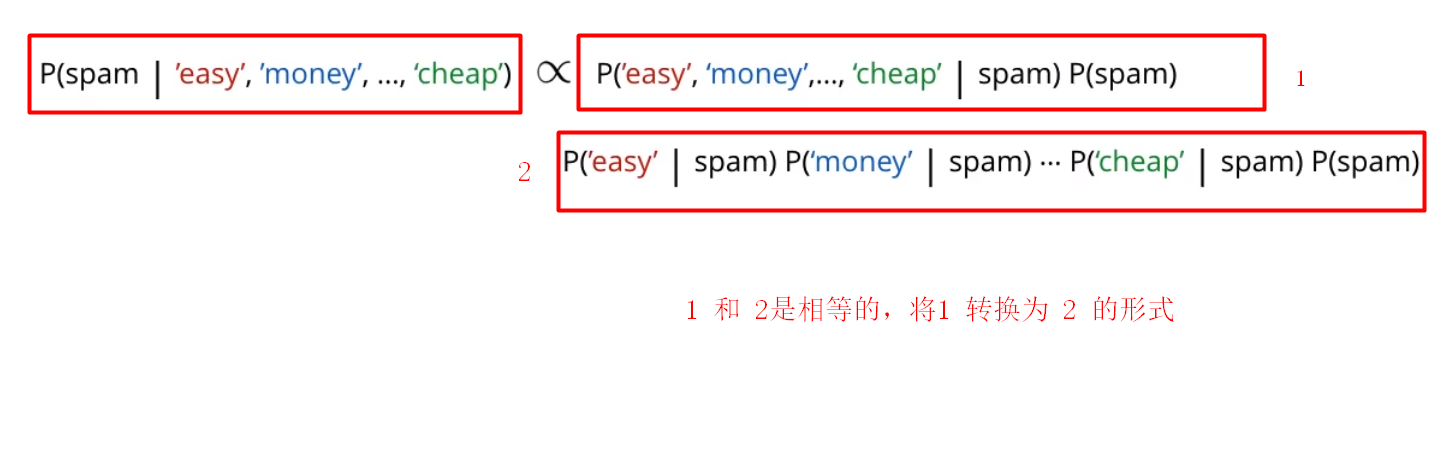 P(spam | ’easy’, ’money’, ..., ‘cheap’) ∝ P(’easy’, ‘money’,..., ‘cheap’ | spam) P(spam) 1
2 P(’easy’ | spam) P(‘money’ | spam) ··· P(‘cheap’ | spam) P(spam)
1 和 2是相等的，将1 转换为 2 的形式